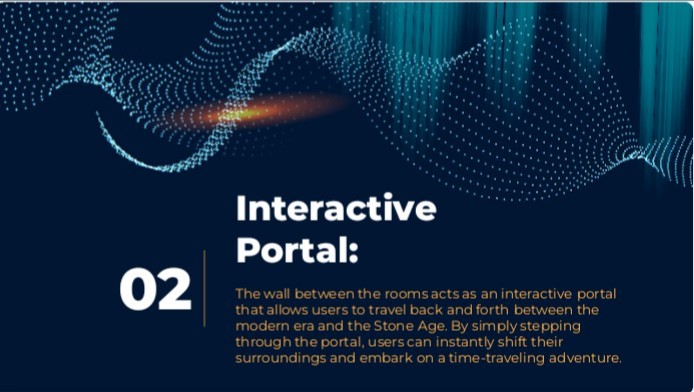 Interactive
Portal:
02
The wall between the rooms acts as an interactive portal
that allows users to travel back and forth between the
modern era and the Stone Age. By simply stepping
through the portal, users can instantly shift their
surroundings and embark on a time-traveling adventure.